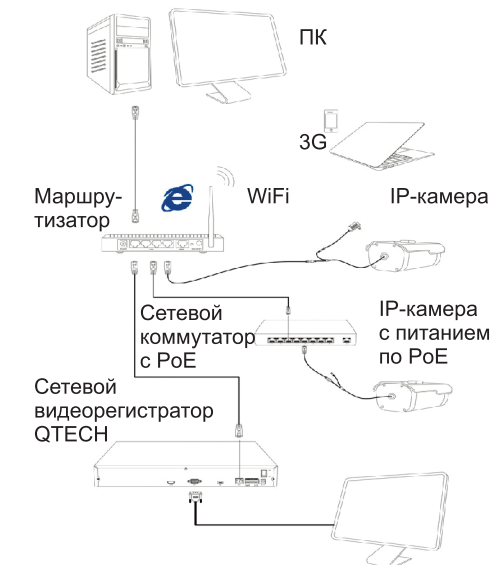 ПК
3G
Маршру-
тизатор
WiFi
IP-камера
Сетевой
коммутатор
с PoE
IP-камера
с питанием
по PoE
Сетевой
видеорегистратор
QTECH